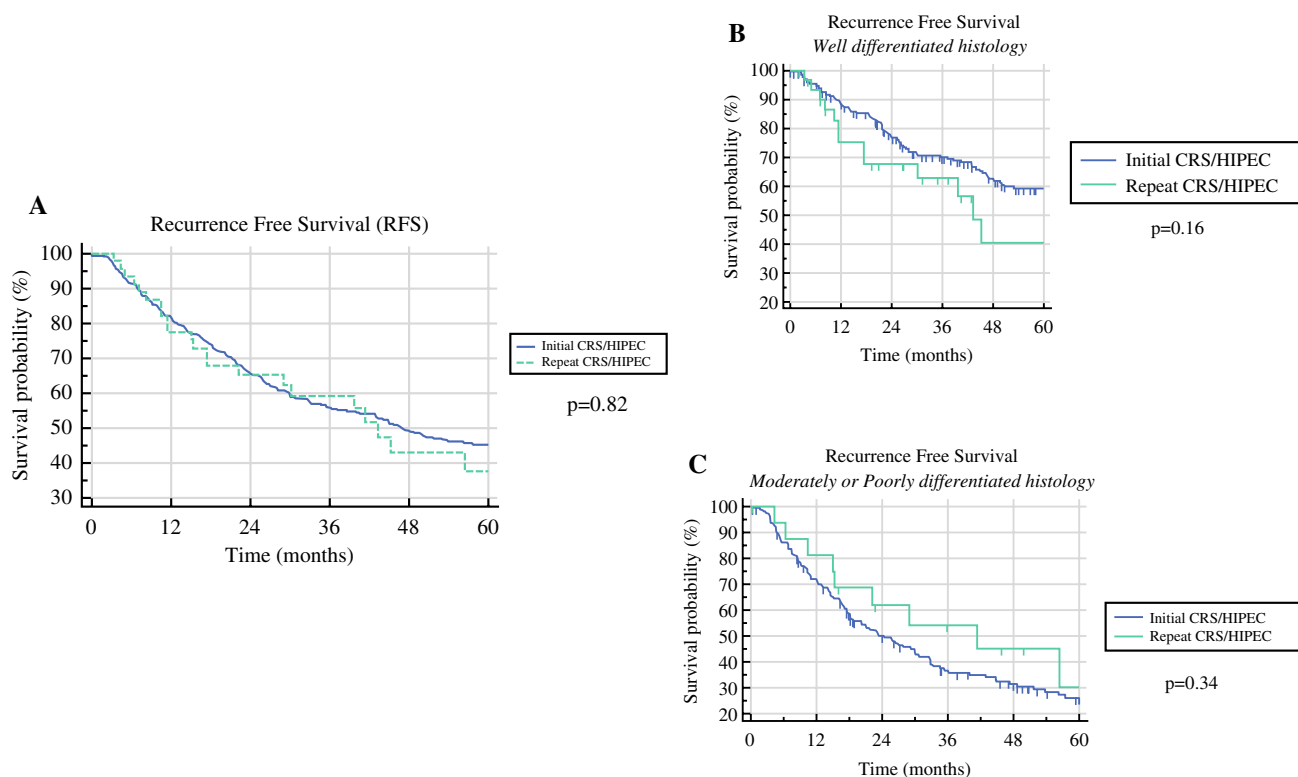 A
Recurrence Free Survival (RFS)
Survival probability (%)
100
90
80
70
60
50
40
30
0 12 24 36 48 60
Time (months)
Initial CRS/HIPEC
Repeat CRS/HIPEC
p=0.82
B
Recurrence Free Survival
Well differentiated histology
Survival probability (%)
100
90
80
70
60
50
40
30
20
0 12 24 36 48 60
Time (months)
Initial CRS/HIPEC
Repeat CRS/HIPEC
p=0.16
C
Recurrence Free Survival
Moderately or Poorly differentiated histology
Survival probability (%)
100
90
80
70
60
50
40
30
20
0 12 24 36 48 60
Time (months)
Initial CRS/HIPEC
Repeat CRS/HIPEC
p=0.34